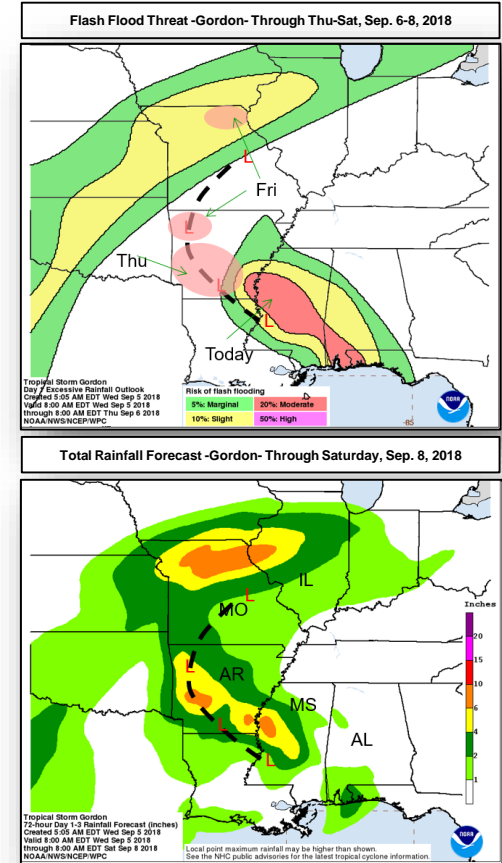 Flash Flood Threat -Gordon- Through Thu-Sat, Sep. 6-8, 2018
L
Fri
L
Thu
L
L
Today
Tropical Storm Gordon
Day 1 Excessive Rainfall Outlook
Created 5:05 AM EDT Wed Sep 5 2018
Valid 8:00 AM EDT Wed Sep 5 2018
through 8:00 AM EDT Thu Sep 6 2018
NOAA/NWS/NCEP/WPC
Risk of flash flooding
5%: Marginal 20%: Moderate
10%: Slight 50%: High
-85
NOAA
Total Rainfall Forecast -Gordon- Through Saturday, Sep. 8, 2018
IL
L
MO
Inches
20
15
10
6
4
2
1
L
AR
MS
L
AL
L
Tropical Storm Gordon
72-hour Day 1-3 Rainfall Forecast (inches)
Created 5:05 AM EDT Wed Sep 5 2018
Valid 8:00 AM EDT Wed Sep 5 2018
through 8:00 AM EDT Sat Sep 8 2018
NOAA/NWS/NCEP/WPC
Local point maximum rainfall may be higher than shown.
See the NHC public advisories for the latest tropical cyclone information.
NOAA